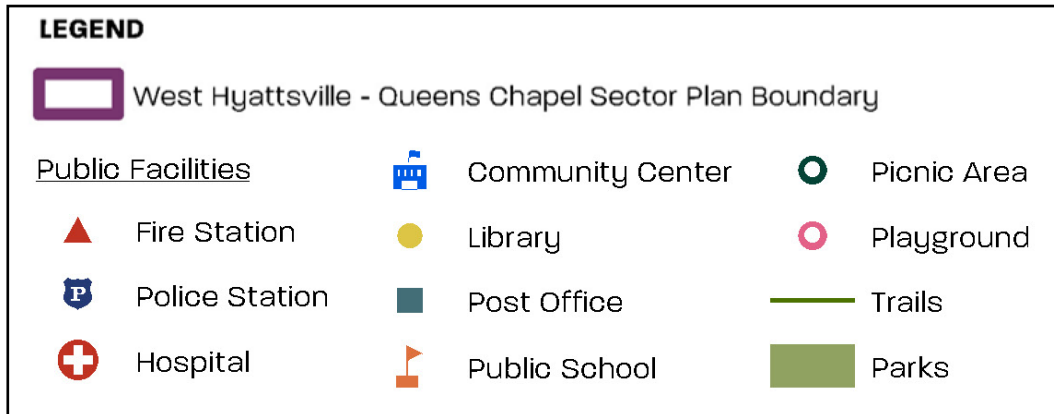 LEGEND
West Hyattsville - Queens Chapel Sector Plan Boundary
Public Facilities
Fire Station
P
Police Station
Hospital
Community Center
Library
Post Office
Public School
Picnic Area
Playground
Trails
Parks